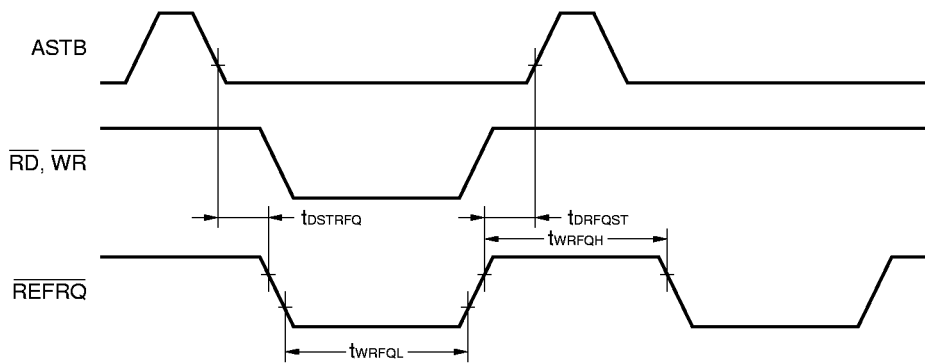 ASTB
RD, WR
tDSTRFQ
tDRFQST
tWRFQH
REFRQ
tWRFQL